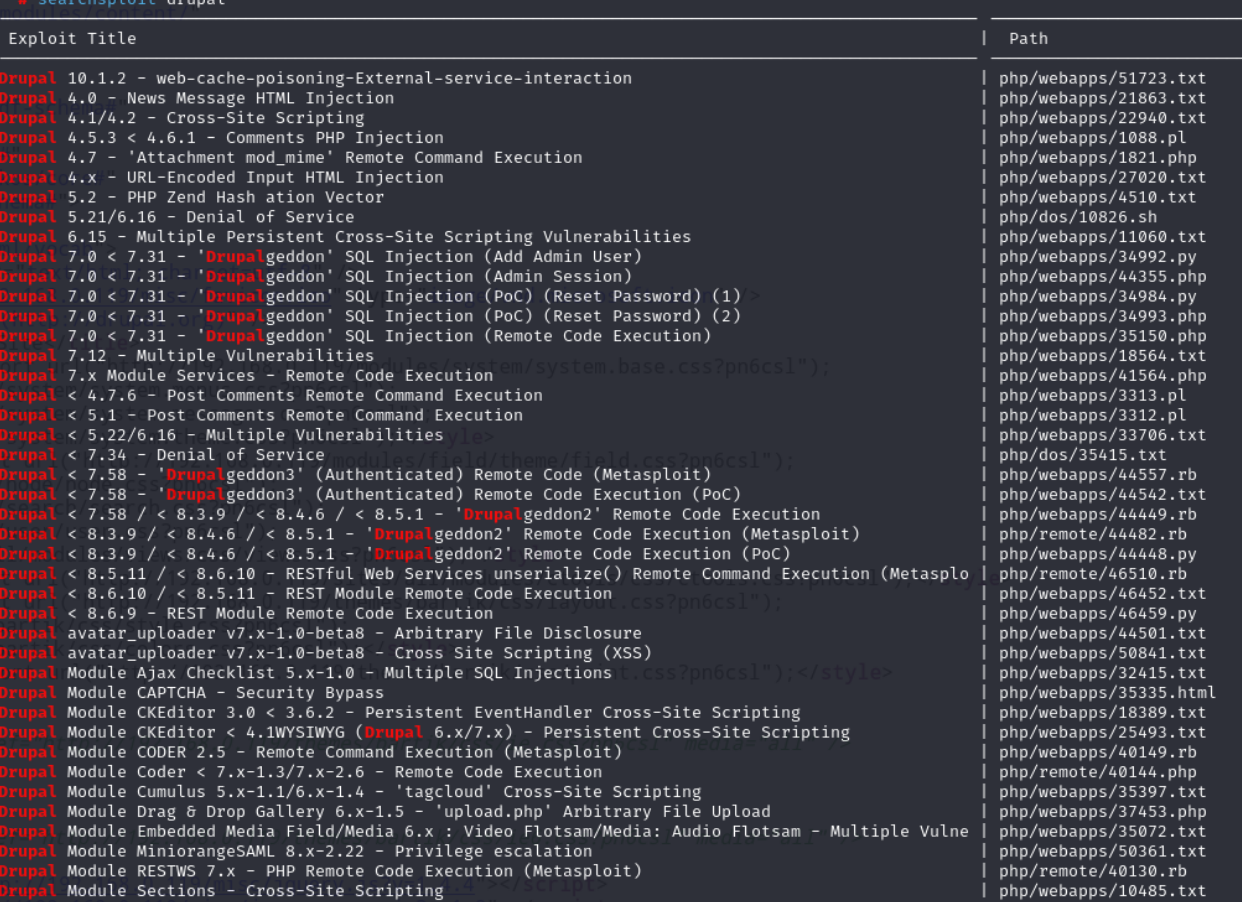 # searchsploit drupal
Exploit Title | Path
Drupal 10.1.2 - web-cache-poisoning-External-service-interaction | php/webapps/51723.txt
Drupal 4.0 - News Message HTML Injection | php/webapps/21863.txt
Drupal 4.1/4.2 - Cross-Site Scripting | php/webapps/22940.txt
Drupal 4.5.3 < 4.6.1 - Comments PHP Injection | php/webapps/1088.pl
Drupal 4.7 - 'Attachment mod_mime' Remote Command Execution | php/webapps/1821.php
Drupal 4.x - URL-Encoded Input HTML Injection | php/webapps/27020.txt
Drupal 5.2 - PHP Zend Hash ation Vector | php/webapps/4510.txt
Drupal 5.21/6.16 - Denial of Service | php/dos/10826.sh
Drupal 6.15 - Multiple Persistent Cross-Site Scripting Vulnerabilities | php/webapps/11060.txt
Drupal 7.0 < 7.31 - 'Drupalgeddon' SQL Injection (Add Admin User) | php/webapps/34992.py
Drupal 7.0 < 7.31 - 'Drupalgeddon' SQL Injection (Admin Session) | php/webapps/44355.php
Drupal 7.0 < 7.31 - 'Drupalgeddon' SQL Injection (PoC) (Reset Password) (1) | php/webapps/34984.py
Drupal 7.0 < 7.31 - 'Drupalgeddon' SQL Injection (PoC) (Reset Password) (2) | php/webapps/34993.php
Drupal 7.0 < 7.31 - 'Drupalgeddon' SQL Injection (Remote Code Execution) | php/webapps/35150.php
Drupal 7.12 - Multiple Vulnerabilities | php/webapps/18564.txt
Drupal 7.x Module Services - Remote Code Execution | php/webapps/41564.php
Drupal < 4.7.6 - Post Comments Remote Command Execution | php/webapps/3313.pl
Drupal < 5.1 - Post Comments Remote Command Execution | php/webapps/3312.pl
Drupal < 5.22/6.16 - Multiple Vulnerabilities | php/webapps/33706.txt
Drupal < 7.34 - Denial of Service | php/dos/35415.txt
Drupal < 7.58 - 'Drupalgeddon3' (Authenticated) Remote Code (Metasploit) | php/webapps/44557.rb
Drupal < 7.58 - 'Drupalgeddon3' (Authenticated) Remote Code Execution (PoC) | php/webapps/44542.txt
Drupal < 7.58 / < 8.3.9 / < 8.4.6 / < 8.5.1 - 'Drupalgeddon2' Remote Code Execution | php/webapps/44449.rb
Drupal < 8.3.9 / < 8.4.6 / < 8.5.1 - 'Drupalgeddon2' Remote Code Execution (Metasploit) | php/remote/44482.rb
Drupal < 8.3.9 / < 8.4.6 / < 8.5.1 - 'Drupalgeddon2' Remote Code Execution (PoC) | php/webapps/44448.py
Drupal < 8.5.11 / < 8.6.10 - RESTful Web Services unserialize() Remote Command Execution (Metasplo | php/remote/46510.rb
Drupal < 8.6.10 / < 8.5.11 - REST Module Remote Code Execution | php/webapps/46452.txt
Drupal < 8.6.9 - REST Module Remote Code Execution | php/webapps/46459.py
Drupal avatar_uploader v7.x-1.0-beta8 - Arbitrary File Disclosure | php/webapps/44501.txt
Drupal avatar_uploader v7.x-1.0-beta8 - Cross Site Scripting (XSS) | php/webapps/50841.txt
Drupal Module Ajax Checklist 5.x-1.0 - Multiple SQL Injections | php/webapps/32415.txt
Drupal Module CAPTCHA - Security Bypass | php/webapps/35335.html
Drupal Module CKEditor 3.0 < 3.6.2 - Persistent EventHandler Cross-Site Scripting | php/webapps/18389.txt
Drupal Module CKEditor < 4.1WYSIWYG (Drupal 6.x/7.x) - Persistent Cross-Site Scripting | php/webapps/25493.txt
Drupal Module CODER 2.5 - Remote Command Execution (Metasploit) | php/webapps/40149.rb
Drupal Module Coder < 7.x-1.3/7.x-2.6 - Remote Code Execution | php/remote/40144.php
Drupal Module Cumulus 5.x-1.1/6.x-1.4 - 'tagcloud' Cross-Site Scripting | php/webapps/35397.txt
Drupal Module Drag & Drop Gallery 6.x-1.5 - 'upload.php' Arbitrary File Upload | php/webapps/37453.php
Drupal Module Embedded Media Field/Media 6.x : Video Flotsam/Media: Audio Flotsam - Multiple Vulne | php/webapps/35072.txt
Drupal Module MiniorangeSAML 8.x-2.22 - Privilege escalation | php/webapps/50361.txt
Drupal Module RESTWS 7.x - PHP Remote Code Execution (Metasploit) | php/remote/40130.rb
Drupal Module Sections - Cross-Site Scripting | php/webapps/10485.txt